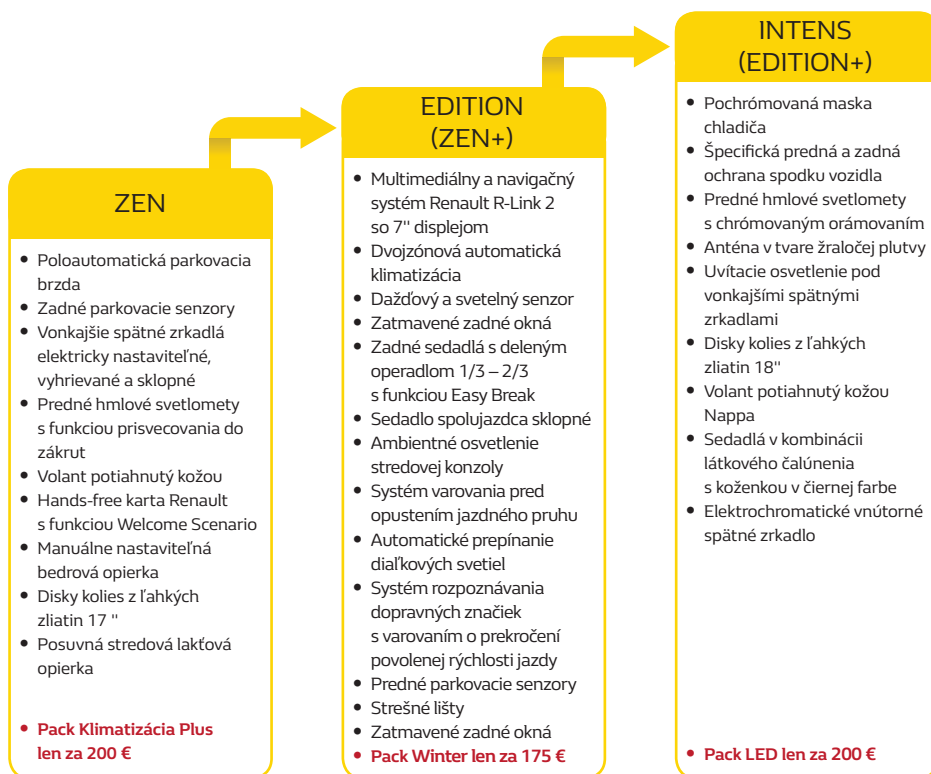 ZEN
• Poloautomatická parkovacia
brzda
• Zadné parkovacie senzory
• Vonkajšie spätné zrkadlá
elektricky nastaviteľné,
vyhrievané a sklopné
• Predné hmlové svetlomety
s funkciou prisvecovania do
zákrut
• Volant potiahnutý kožou
• Hands-free karta Renault
s funkciou Welcome Scenario
• Manuálne nastaviteľná
bedrová opierka
• Disky kolies z ľahkých
zliatin 17 "
• Posuvná stredová lakťová
opierka
• Pack Klimatizácia Plus
len za 200 €
EDITION
(ZEN+)
• Multimediálny a navigačný
systém Renault R-Link 2
so 7" displejom
• Dvojzónová automatická
klimatizácia
• Dažďový a svetelný senzor
• Zatmavené zadné okná
• Zadné sedadlá s deleným
operadlom 1/3 – 2/3
s funkciou Easy Break
• Sedadlo spolujazdca sklopné
• Ambientné osvetlenie
stredovej konzoly
• Systém varovania pred
opustením jazdného pruhu
• Automatické prepínanie
diaľkových svetiel
• Systém rozpoznávania
dopravných značiek
s varovaním o prekročení
povolenej rýchlosti jazdy
• Predné parkovacie senzory
• Strešné lišty
• Zatmavené zadné okná
• Pack Winter len za 175 €
INTENS
(EDITION+)
• Pochrómovaná maska
chladiča
• Špecifická predná a zadná
ochrana spodku vozidla
• Predné hmlové svetlomety
s chrómovaným orámovaním
• Anténa v tvare žraločej plutvy
• Uvítacie osvetlenie pod
vonkajšími spätnými
zrkadlami
• Disky kolies z ľahkých
zliatin 18"
• Volant potiahnutý kožou
Nappa
• Sedadlá v kombinácii
látkového čalúnenia
s koženkou v čiernej farbe
• Elektrochromatické vnútorné
spätné zrkadlo
• Pack LED len za 200 €